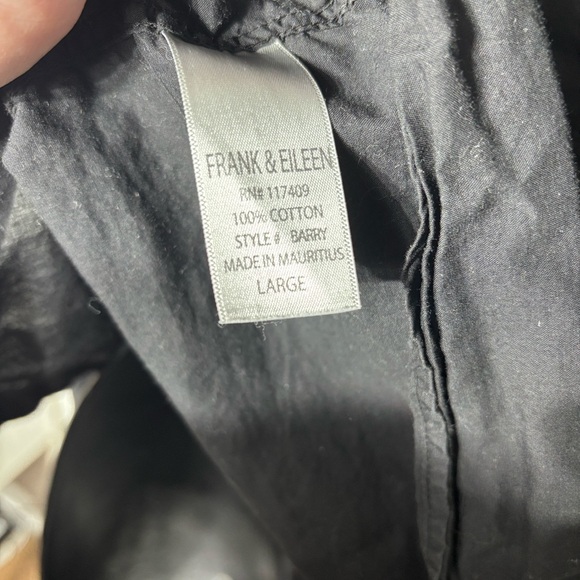 FRANK & EILEEN
RN# 117409
100% COTTON
STYLE # BARRY
MADE IN MAURITIUS
LARGE